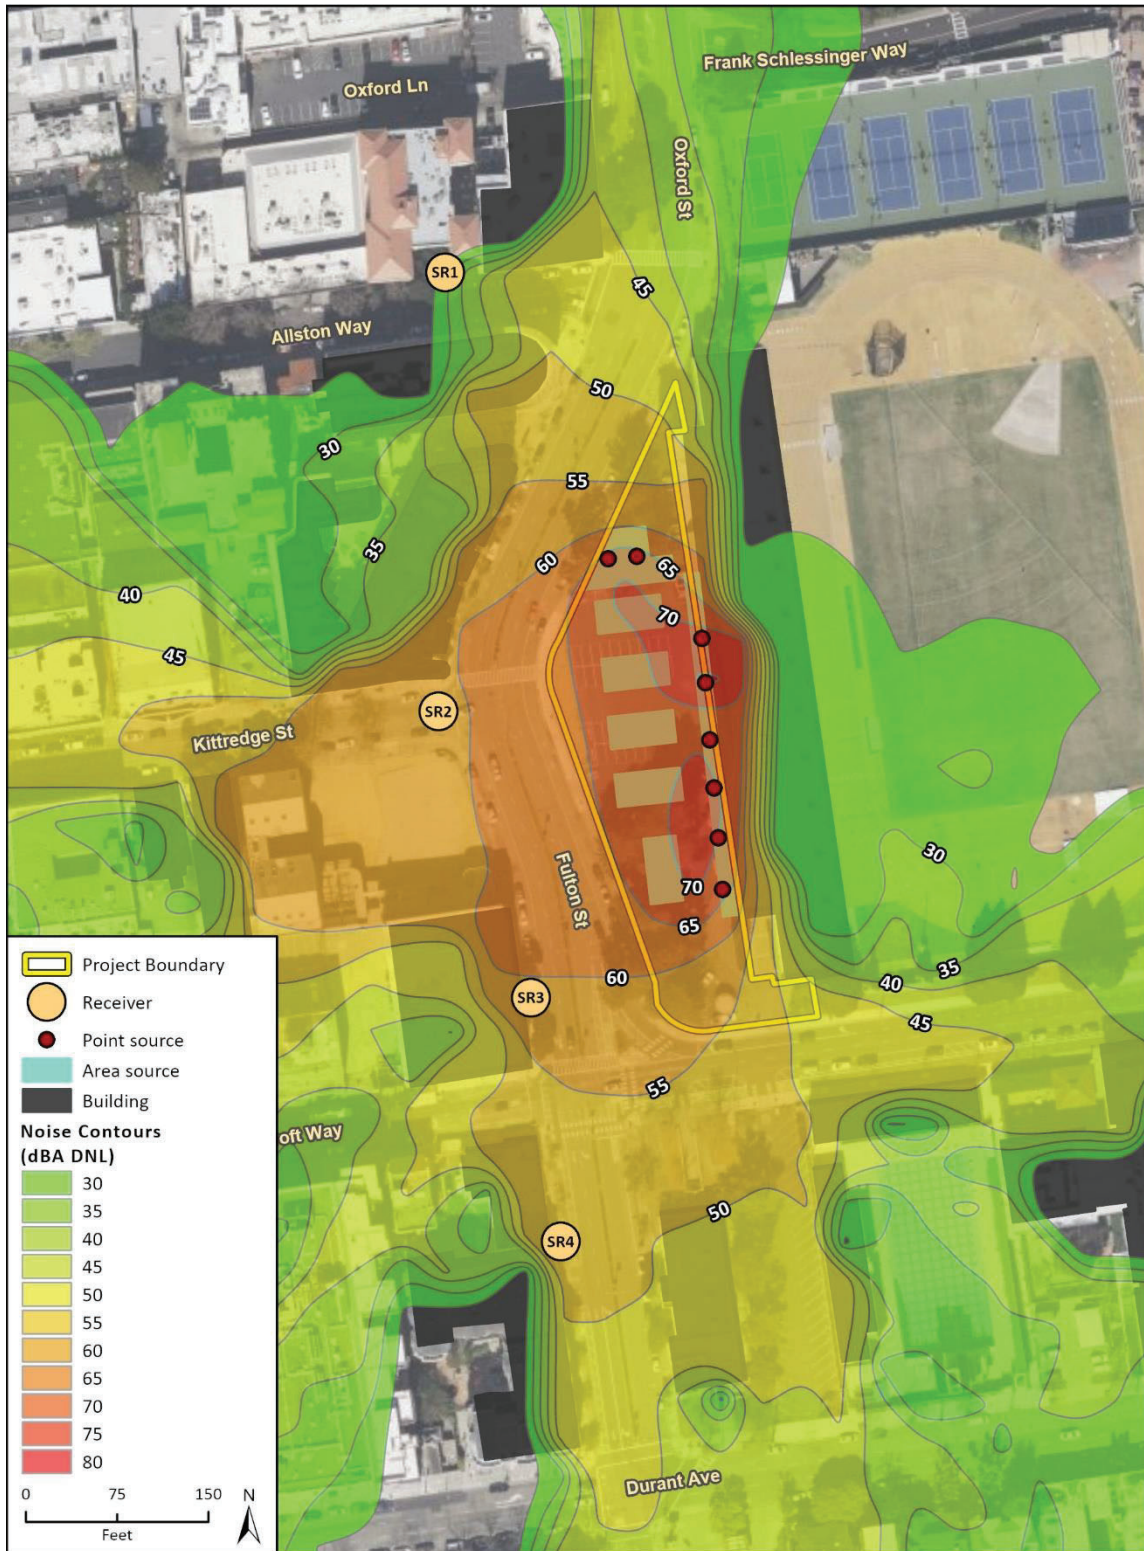 Frank Schlessinger Way
Oxford Ln
Oxford St
SR1
45
Allston Way
50
30
55
35
60
65
40
70
45
SR2
Kittredge St
30
Fulton St
70
65
35
60
40
SR3
45
55
oft Way
50
SR4
Durant Ave
Project Boundary
Receiver
Point source
Area source
Building
Noise Contours
(dBA DNL)
30
35
40
45
50
55
60
65
70
75
80
0 75 150
Feet
N